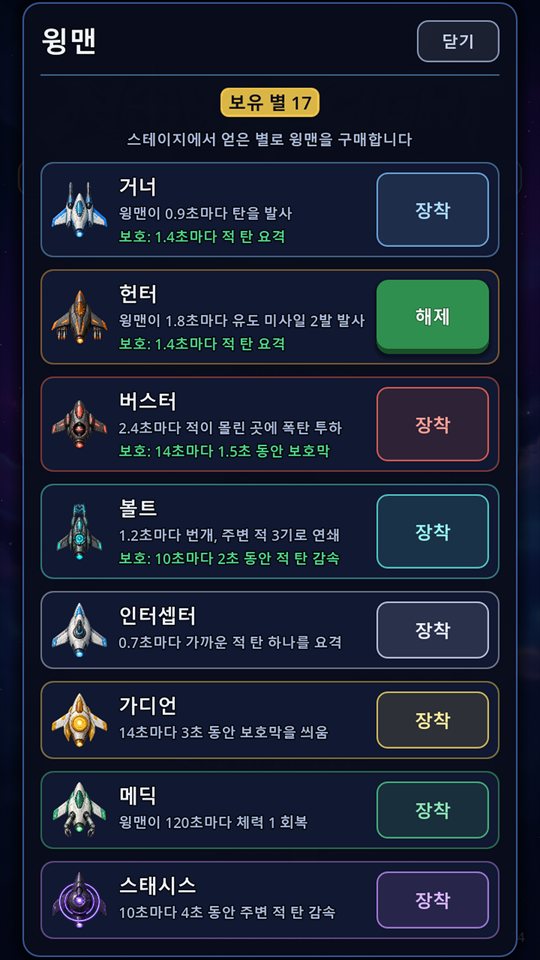 윙맨
닫기
보유 별 17
스테이지에서 얻은 별로 윙맨을 구매합니다
거너
윙맨이 0.9초마다 탄을 발사
보호: 1.4초마다 적 탄 요격
장착
헌터
윙맨이 1.8초마다 유도 미사일 2발 발사
보호: 1.4초마다 적 탄 요격
해제
버스터
2.4초마다 적이 몰린 곳에 폭탄 투하
보호: 14초마다 1.5초 동안 보호막
장착
볼트
1.2초마다 번개, 주변 적 3기로 연쇄
보호: 10초마다 2초 동안 적 탄 감속
장착
인터셉터
0.7초마다 가까운 적 탄 하나를 요격
장착
가디언
14초마다 3초 동안 보호막을 씌움
장착
메딕
윙맨이 120초마다 체력 1 회복
장착
스태시스
10초마다 4초 동안 주변 적 탄 감속
장착
4